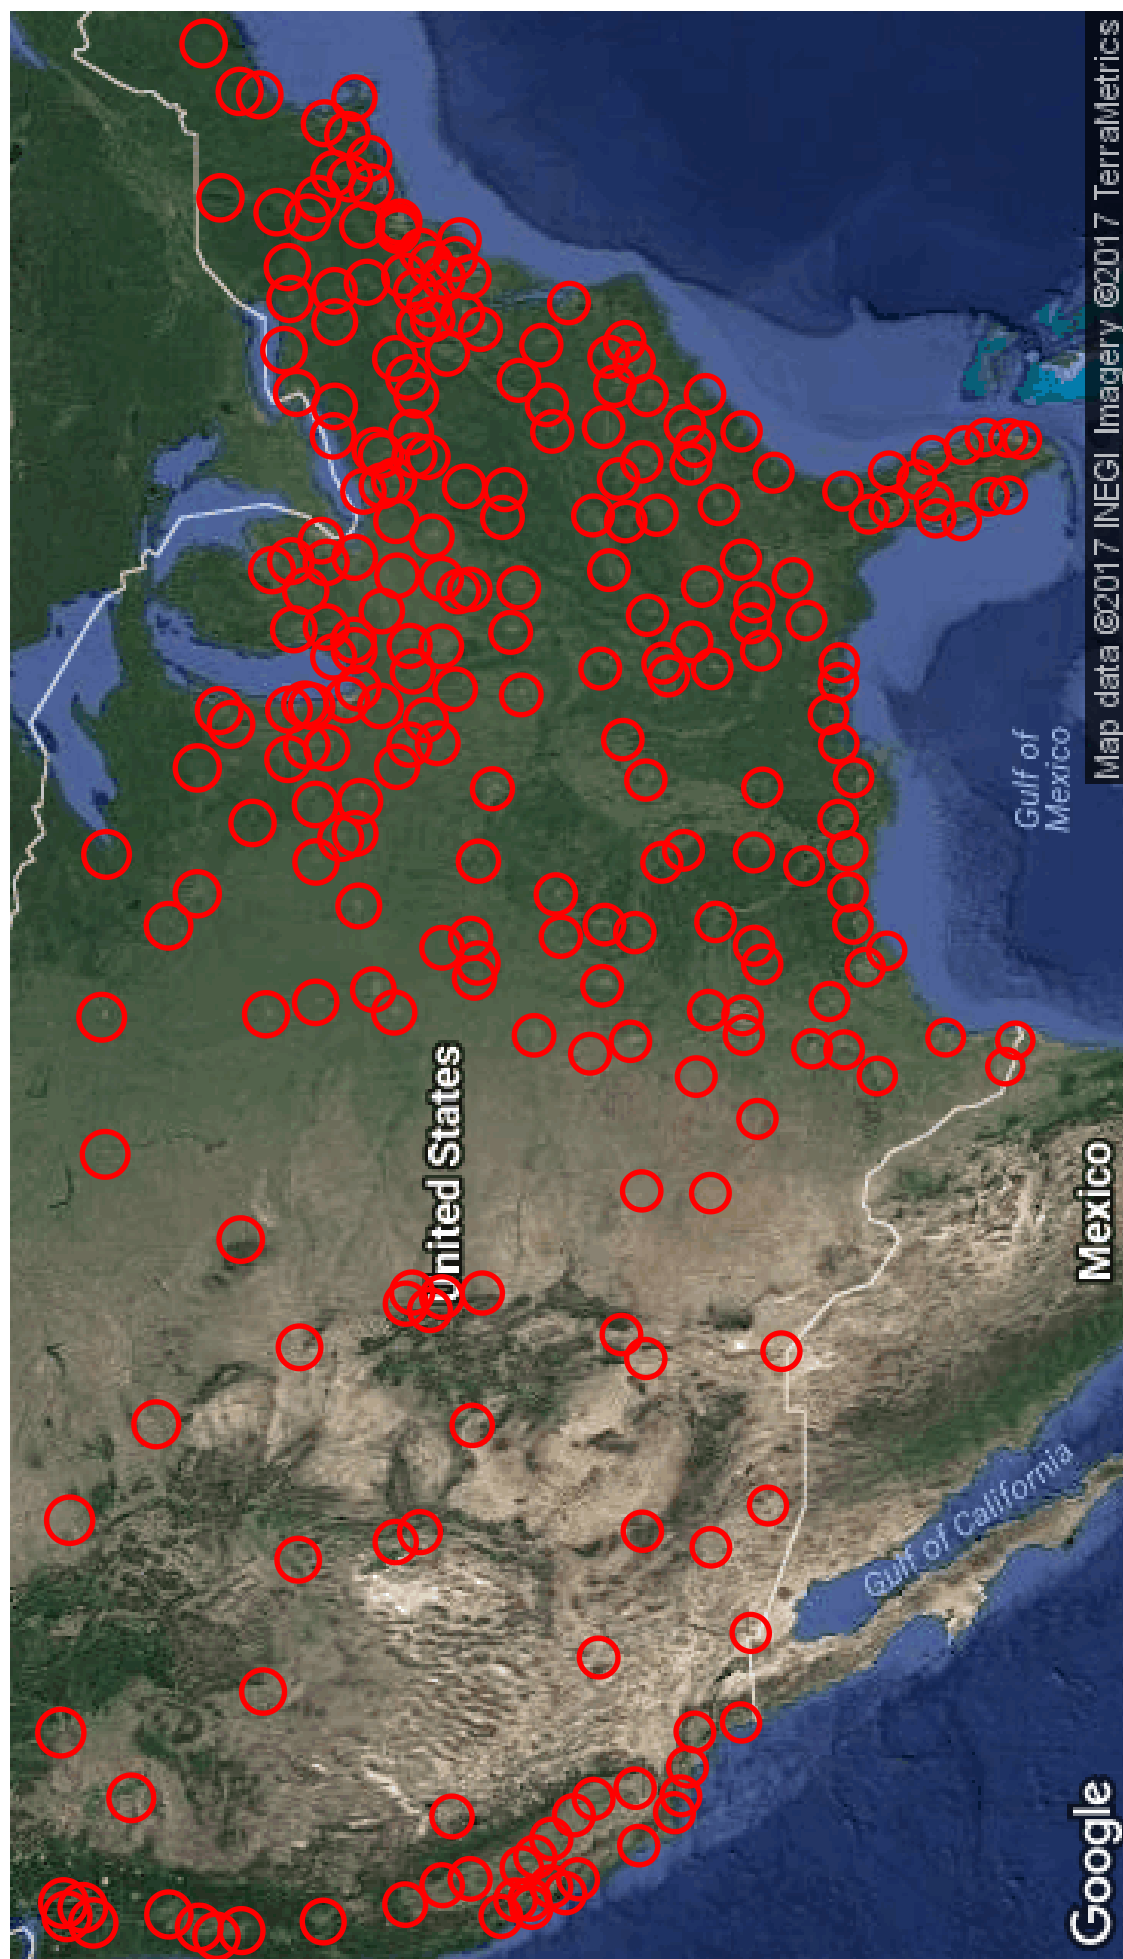 United States
Mexico
Gulf of
Mexico
Gulf of California
Google
Map data ©2017 INEGI Imagery ©2017 TerraMetrics